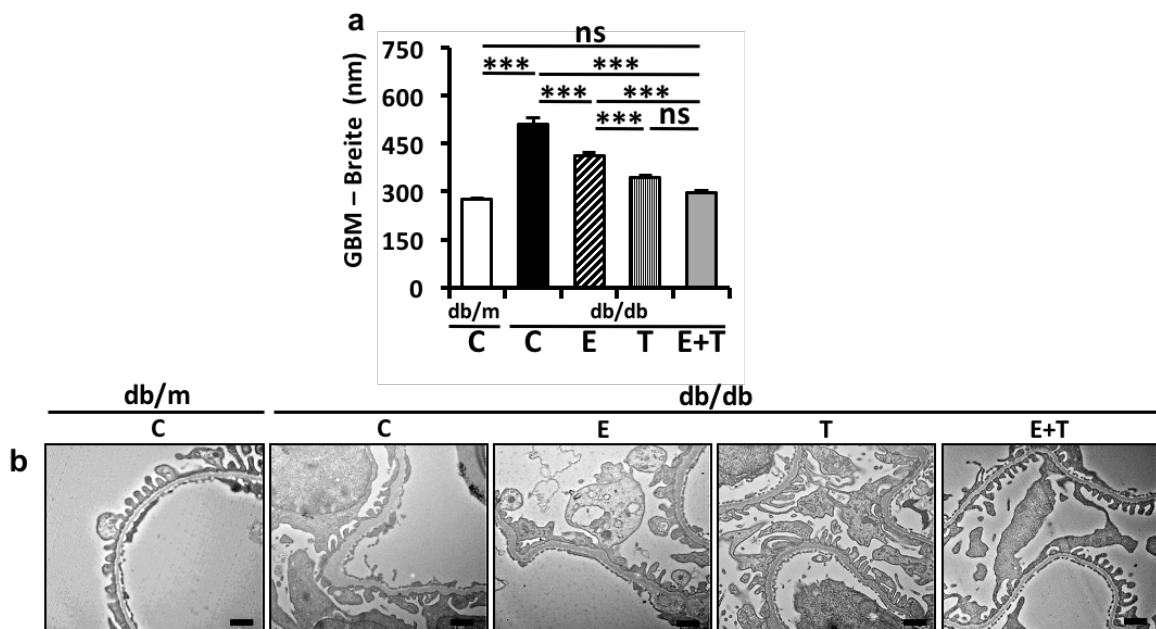 a
ns
*** ***
*** ***
*** ns
GBM – Breite (nm)
750
600
450
300
150
0
db/m db/db
C C E T E+T
db/m db/db
C C E T E+T
b